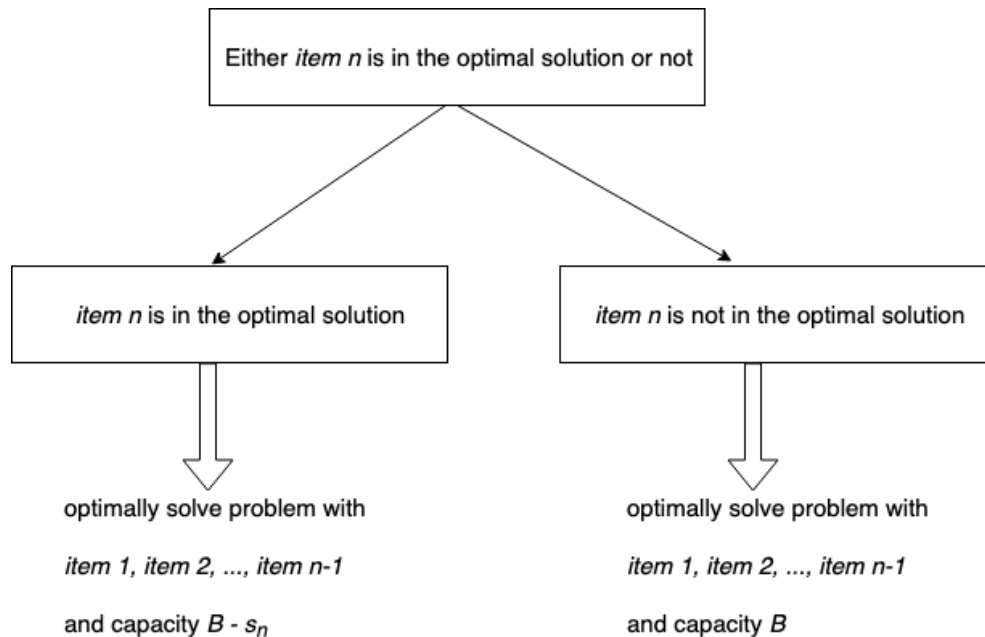 Either item n is in the optimal solution or not
item n is in the optimal solution
item n is not in the optimal solution
optimally solve problem with
item 1, item 2, ..., item n-1
and capacity B - sₙ
optimally solve problem with
item 1, item 2, ..., item n-1
and capacity B